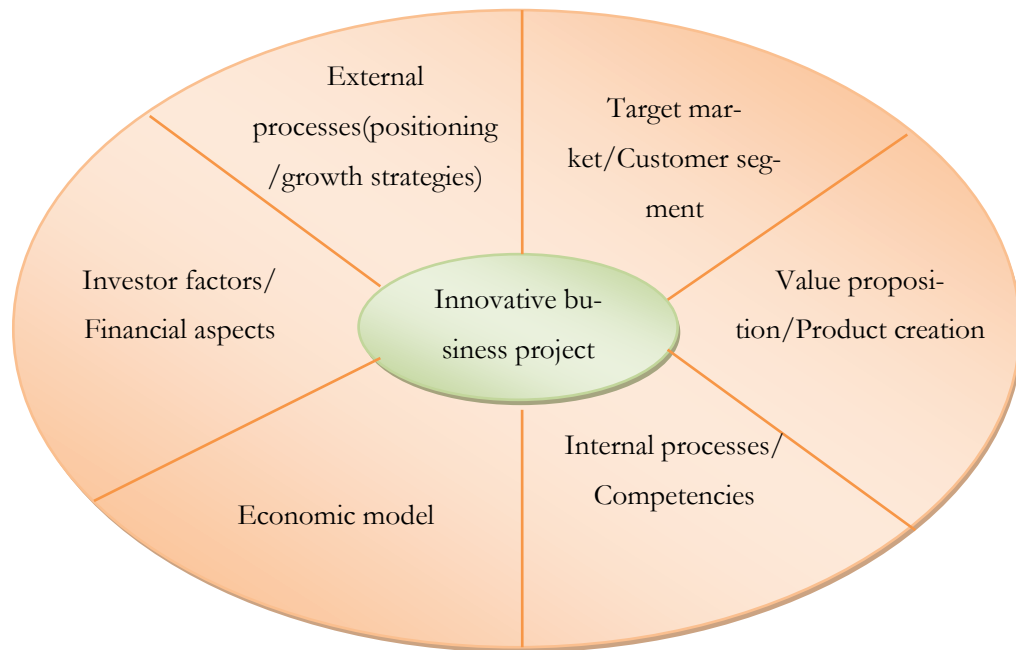 External
processes(positioning
/growth strategies)
Target mar-
ket/Customer seg-
ment
Investor factors/
Financial aspects
Innovative bu-
siness project
Value proposi-
tion/Product creation
Internal processes/
Competencies
Economic model